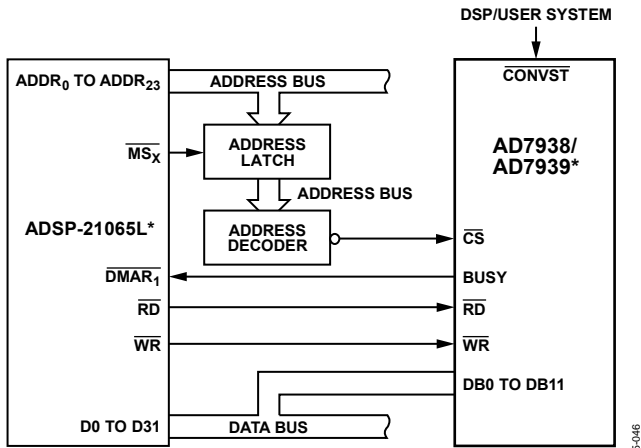 DSP/USER SYSTEM
ADDR0 TO ADDR23
ADDRESS BUS
CONVST
MSX
ADDRESS
LATCH
AD7938/
AD7939*
ADDRESS BUS
ADSP-21065L*
ADDRESS
DECODER
CS
DMAR1
BUSY
RD
RD
WR
WR
DB0 TO DB11
D0 TO D31
DATA BUS